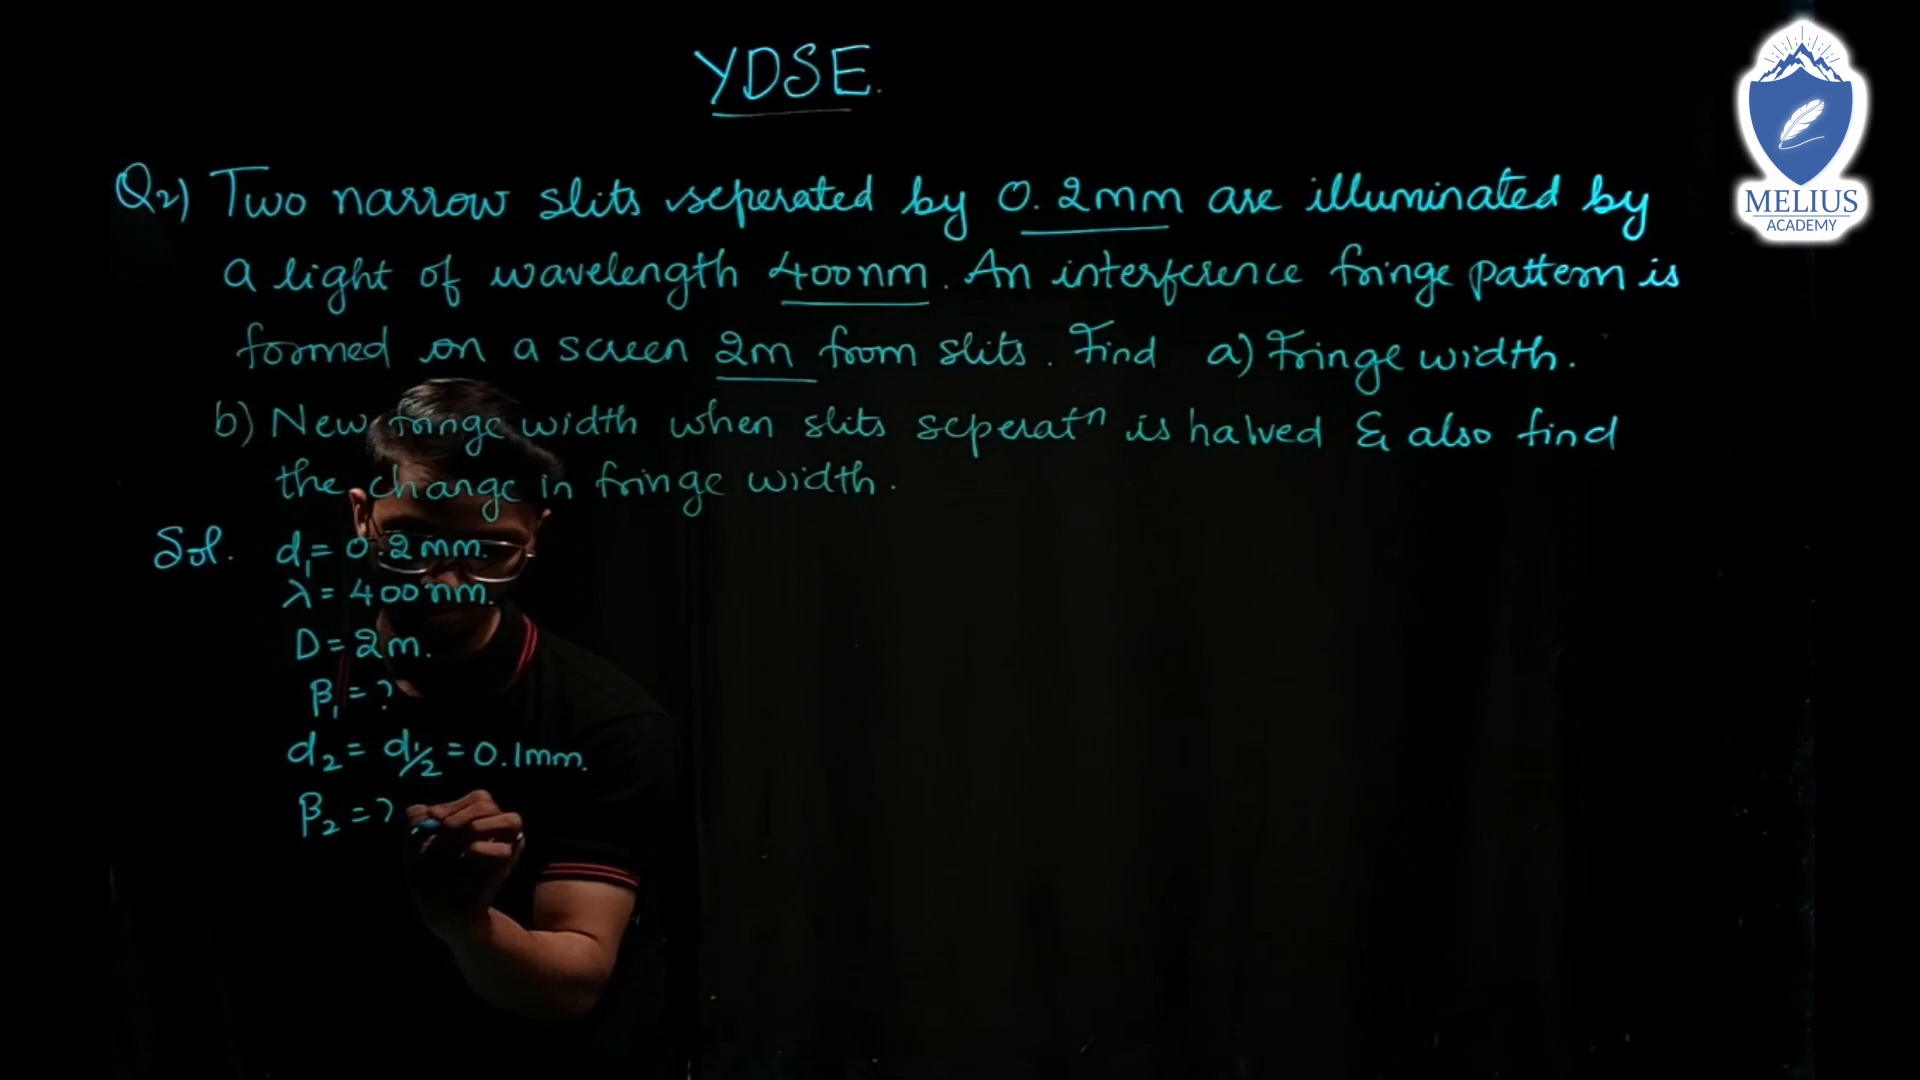 YDSE.
MELIUS
ACADEMY
Q2) Two narrow slits seperated by 0.2mm are illuminated by
a light of wavelength 400nm. An interference fringe pattern is
formed on a screen 2m from slits. Find a) Fringe width.
b) New fringe width when slits seperatⁿ is halved & also find
the change in fringe width.
Sol. d₁= 0.2mm.
λ= 400nm.
D=2m.
β₁=?
d₂= d₁/2 =0.1mm.
β₂=?